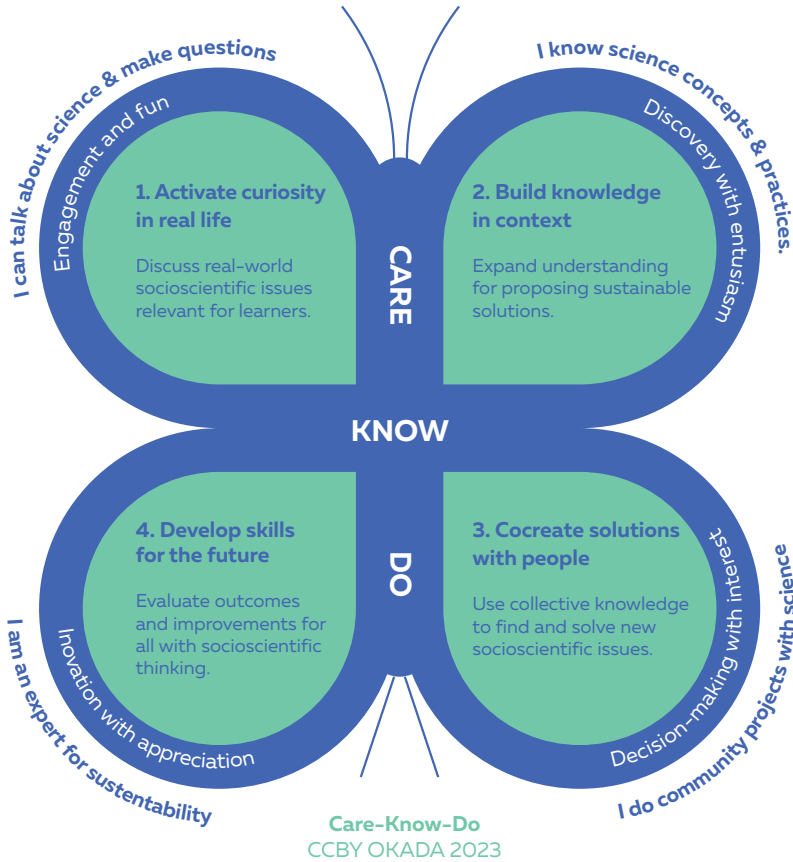 I can talk about science & make questions
Engagement and fun
1. Activate curiosity
in real life
Discuss real-world
socioscientific issues
relevant for learners.
I know science concepts & practices.
Discovery with entusiasm
2. Build knowledge
in context
Expand understanding
for proposing sustainable
solutions.
CARE
KNOW
DO
4. Develop skills
for the future
Evaluate outcomes
and improvements for
all with socioscientific
thinking.
Inovation with appreciation
I am an expert for sustentability
3. Cocreate solutions
with people
Use collective knowledge
to find and solve new
socioscientific issues.
Decision-making with interest
I do community projects with science
Care-Know-Do
CCBY OKADA 2023